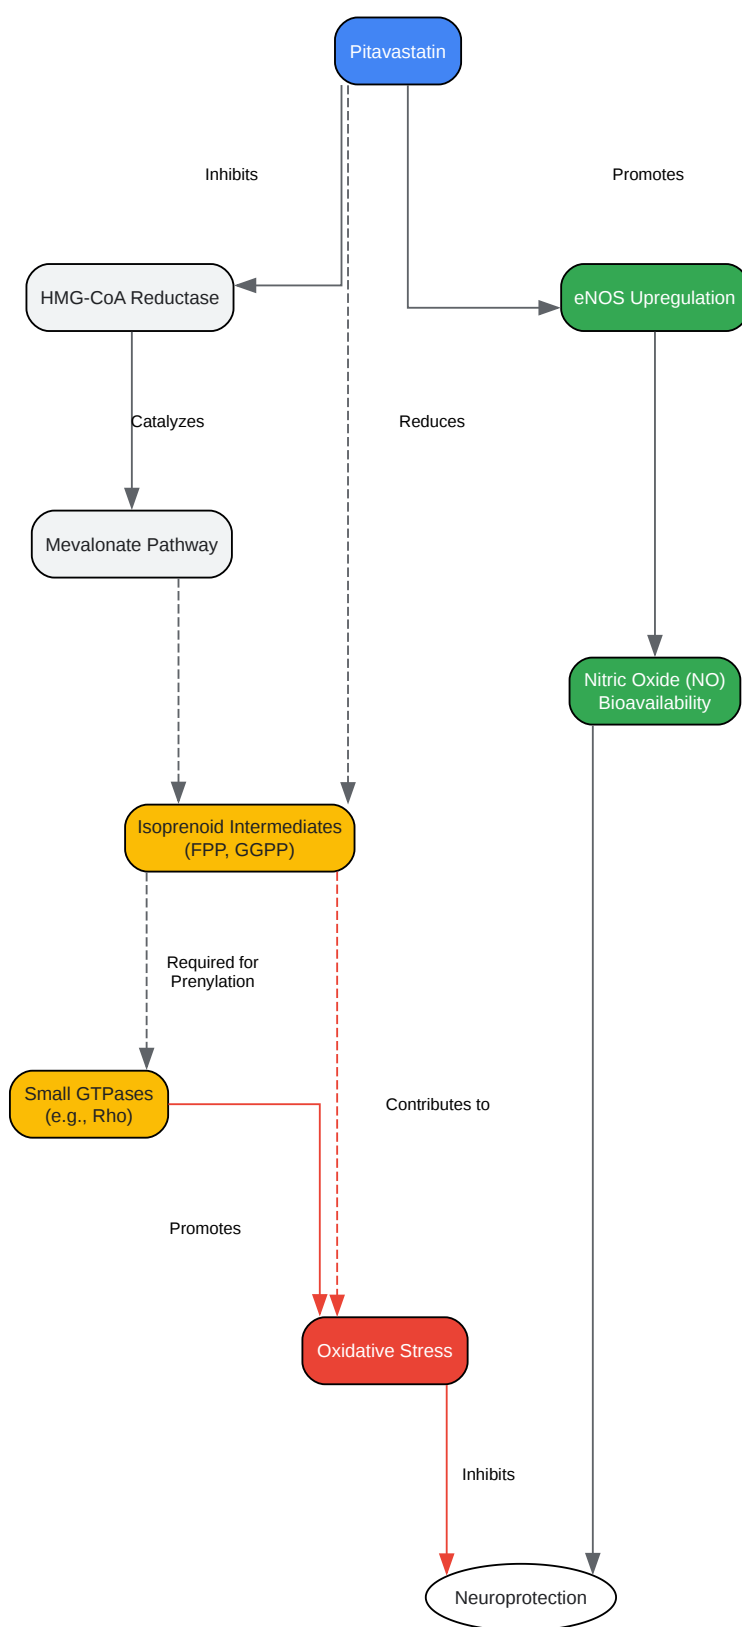 Pitavastatin
Inhibits
Promotes
HMG-CoA Reductase
eNOS Upregulation
Catalyzes
Reduces
Mevalonate Pathway
Nitric Oxide (NO)
Bioavailability
Isoprenoid Intermediates
(FPP, GGPP)
Required for
Prenylation
Small GTPases
(e.g., Rho)
Contributes to
Promotes
Oxidative Stress
Inhibits
Neuroprotection